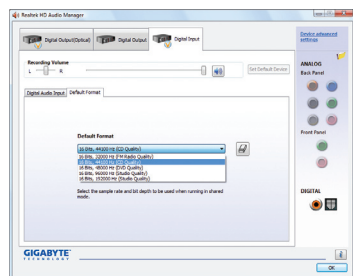 Realtek HD Audio Manager
Digital Output(Optical)
Digital Output
Digital Input
Device advanced settings
Recording Volume
L
R
Set Default Device
ANALOG
Back Panel
Digital Audio Input
Default Format
Default Format
16 Bits, 44100 Hz (CD Quality)
16 Bits, 32000 Hz (FM Radio Quality)
16 Bits, 44100 Hz (CD Quality)
16 Bits, 48000 Hz (DVD Quality)
16 Bits, 96000 Hz (Studio Quality)
16 Bits, 192000 Hz (Studio Quality)
Select the sample rate and bit depth to be used when running in shared
mode.
Front Panel
DIGITAL
GIGABYTE
TECHNOLOGY
i
OK